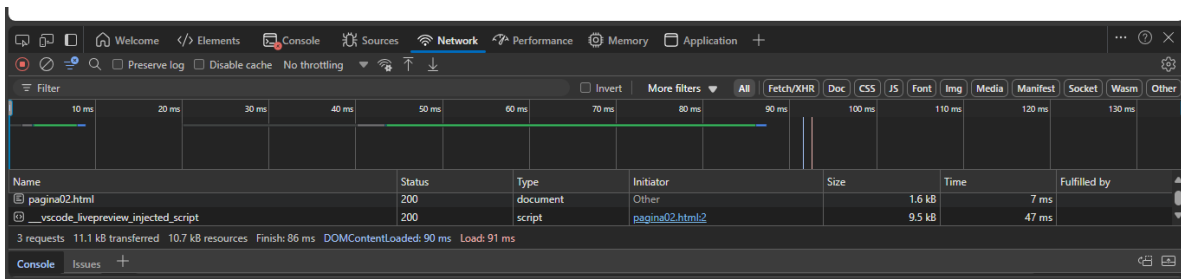 Welcome </> Elements Console Sources Network Performance Memory Application
Preserve log Disable cache No throttling
Filter Invert More filters All Fetch/XHR Doc CSS JS Font Img Media Manifest Socket Wasm Other
10 ms 20 ms 30 ms 40 ms 50 ms 60 ms 70 ms 80 ms 90 ms 100 ms 110 ms 120 ms 130 ms
Name Status Type Initiator Size Time Fulfilled by
pagina02.html 200 document Other 1.6 kB 7 ms
__vscode_livepreview_injected_script 200 script pagina02.html:2 9.5 kB 47 ms
3 requests 11.1 kB transferred 10.7 kB resources Finish: 86 ms DOMContentLoaded: 90 ms Load: 91 ms
Console Issues